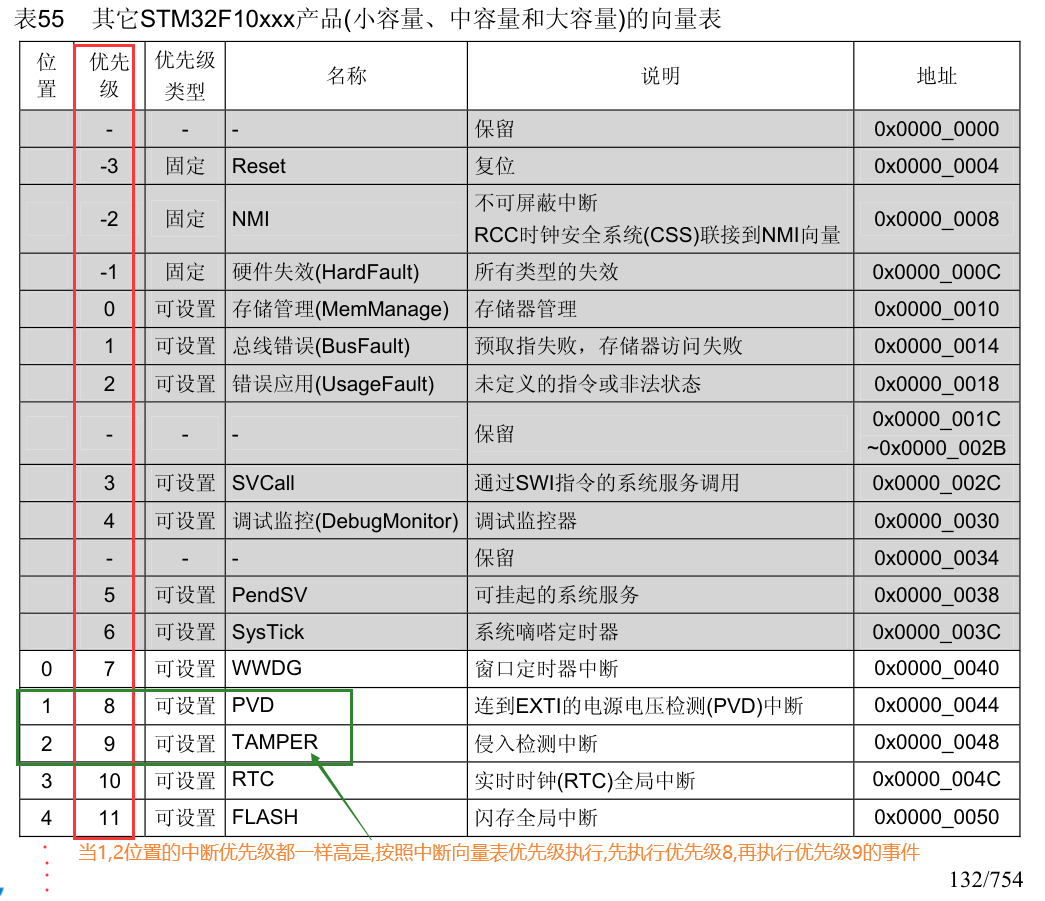 表55 其它STM32F10xxx产品(小容量、中容量和大容量)的向量表
位置 优先级 优先级类型 名称 说明 地址
- - - 保留 0x0000_0000
-3 固定 Reset 复位 0x0000_0004
-2 固定 NMI 不可屏蔽中断
RCC时钟安全系统(CSS)联接到NMI向量 0x0000_0008
-1 固定 硬件失效(HardFault) 所有类型的失效 0x0000_000C
0 可设置 存储管理(MemManage) 存储器管理 0x0000_0010
1 可设置 总线错误(BusFault) 预取指失败，存储器访问失败 0x0000_0014
2 可设置 错误应用(UsageFault) 未定义的指令或非法状态 0x0000_0018
- - - 保留 0x0000_001C
~0x0000_002B
3 可设置 SVCall 通过SWI指令的系统服务调用 0x0000_002C
4 可设置 调试监控(DebugMonitor) 调试监控器 0x0000_0030
- - - 保留 0x0000_0034
5 可设置 PendSV 可挂起的系统服务 0x0000_0038
6 可设置 SysTick 系统嘀嗒定时器 0x0000_003C
0 7 可设置 WWDG 窗口定时器中断 0x0000_0040
1 8 可设置 PVD 连到EXTI的电源电压检测(PVD)中断 0x0000_0044
2 9 可设置 TAMPER 侵入检测中断 0x0000_0048
3 10 可设置 RTC 实时时钟(RTC)全局中断 0x0000_004C
4 11 可设置 FLASH 闪存全局中断 0x0000_0050
当1,2位置的中断优先级都一样高是,按照中断向量表优先级执行,先执行优先级8,再执行优先级9的事件
132/754